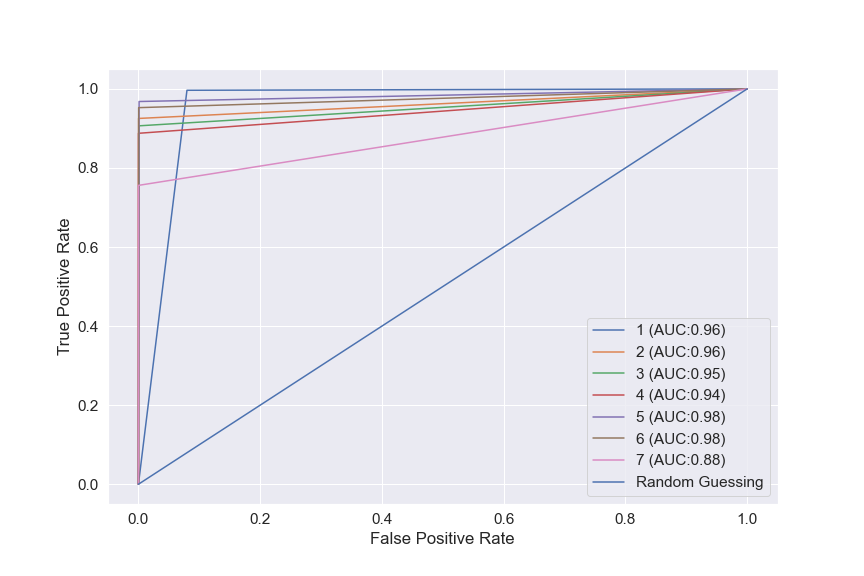 1.0
0.8
0.6
0.4
0.2
0.0
True Positive Rate
1 (AUC:0.96)
2 (AUC:0.96)
3 (AUC:0.95)
4 (AUC:0.94)
5 (AUC:0.98)
6 (AUC:0.98)
7 (AUC:0.88)
Random Guessing
0.0 0.2 0.4 0.6 0.8 1.0
False Positive Rate